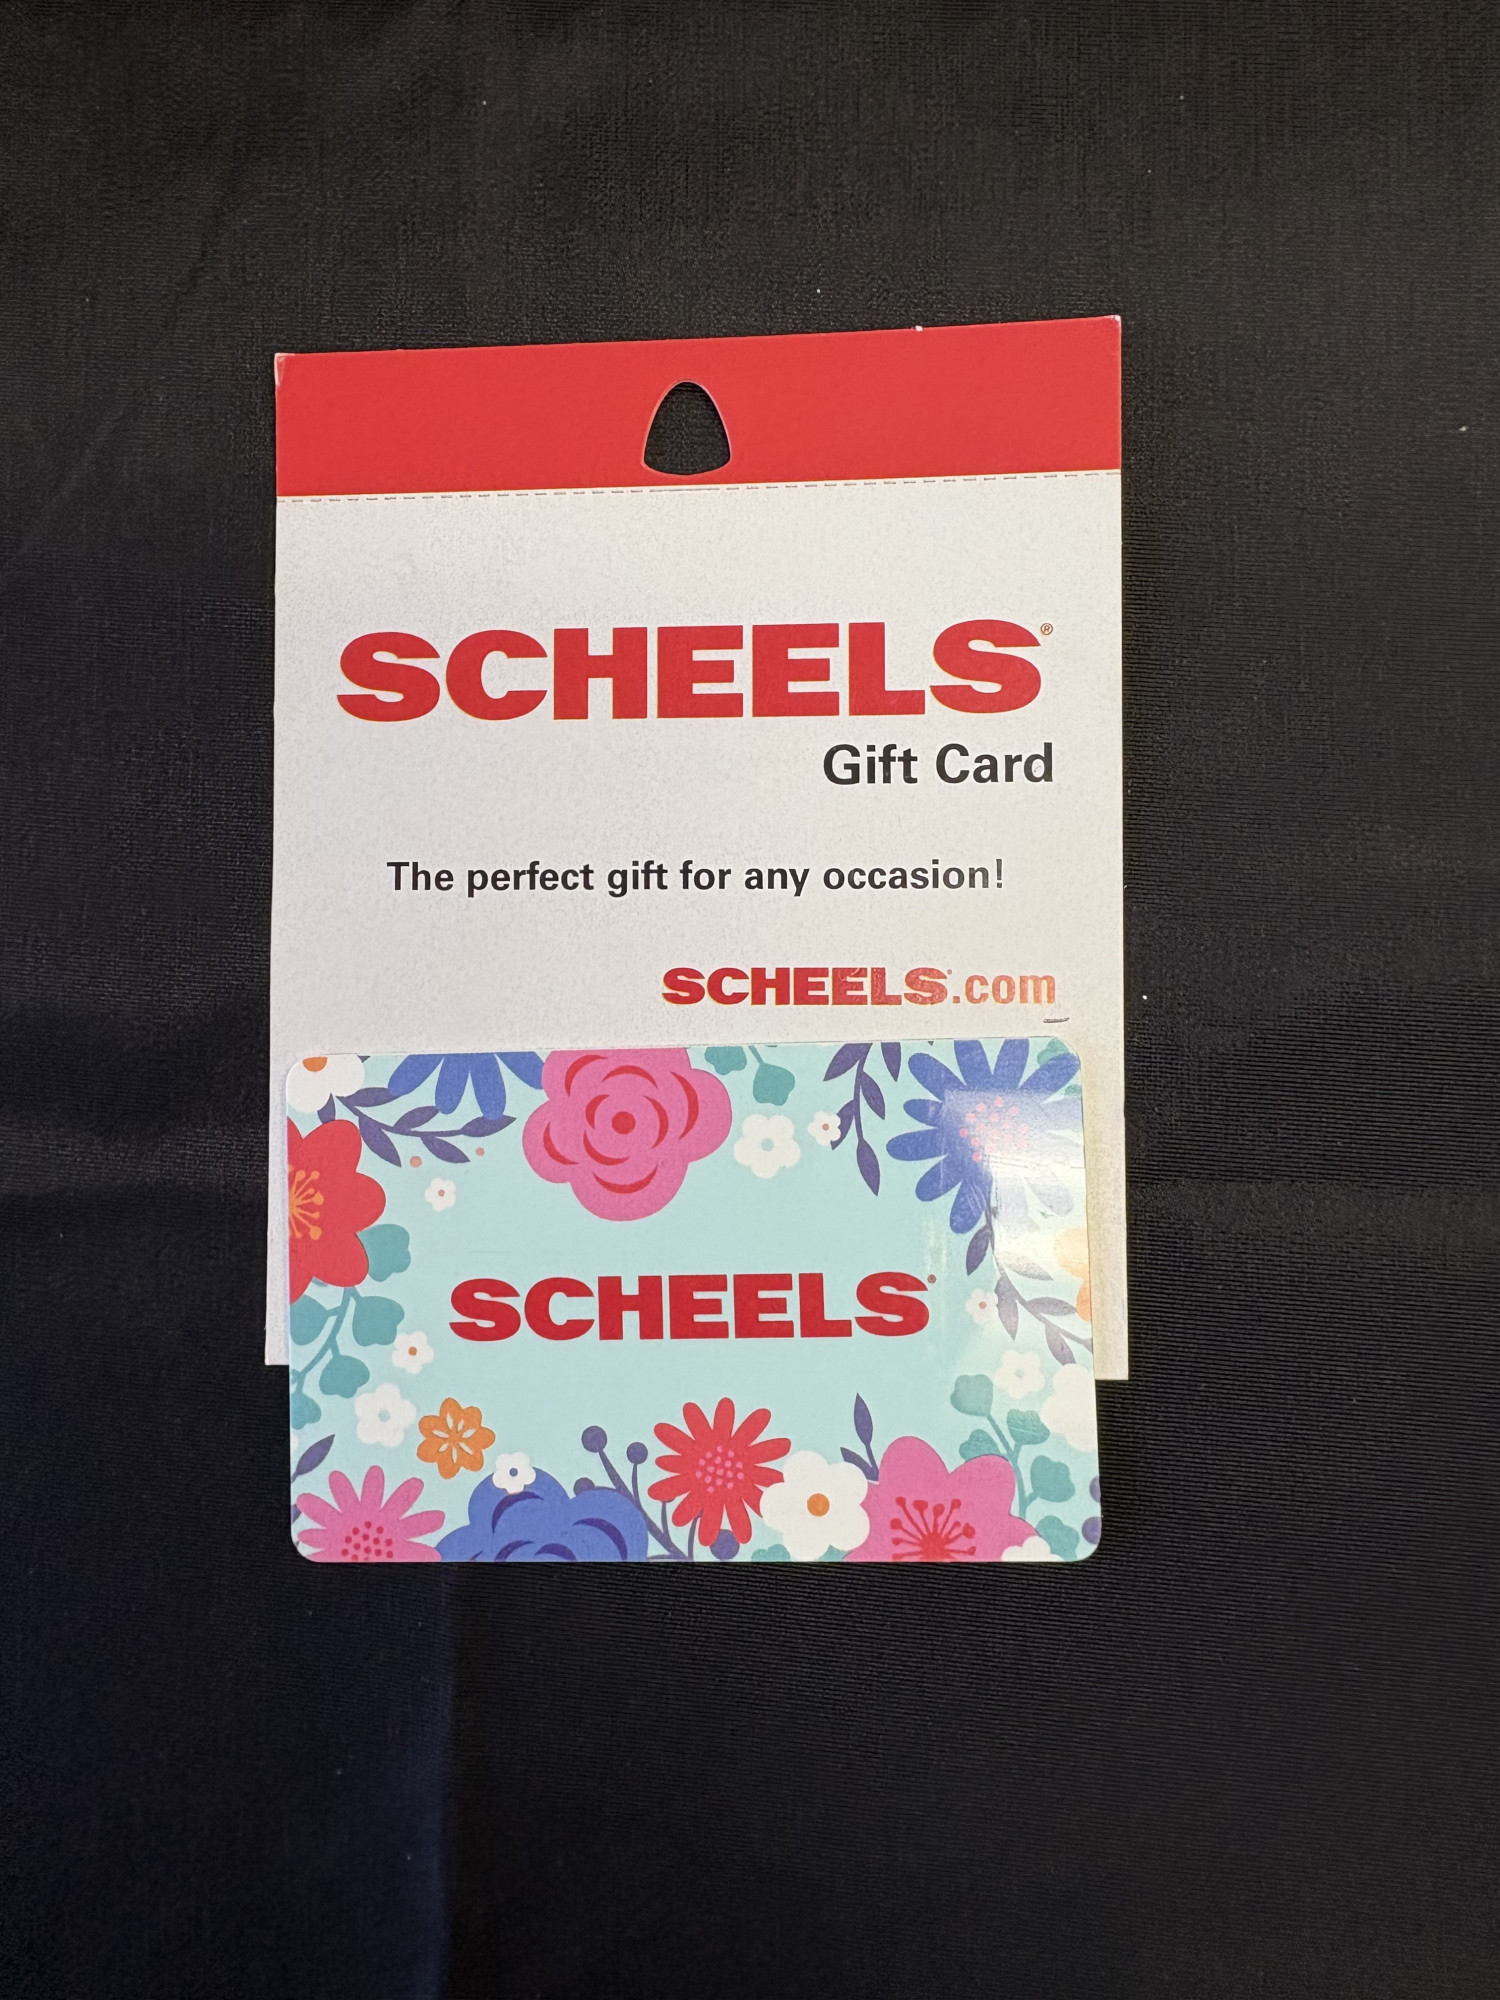 SCHEELS®
Gift Card
The perfect gift for any occasion!
SCHEELS®.com
SCHEELS®